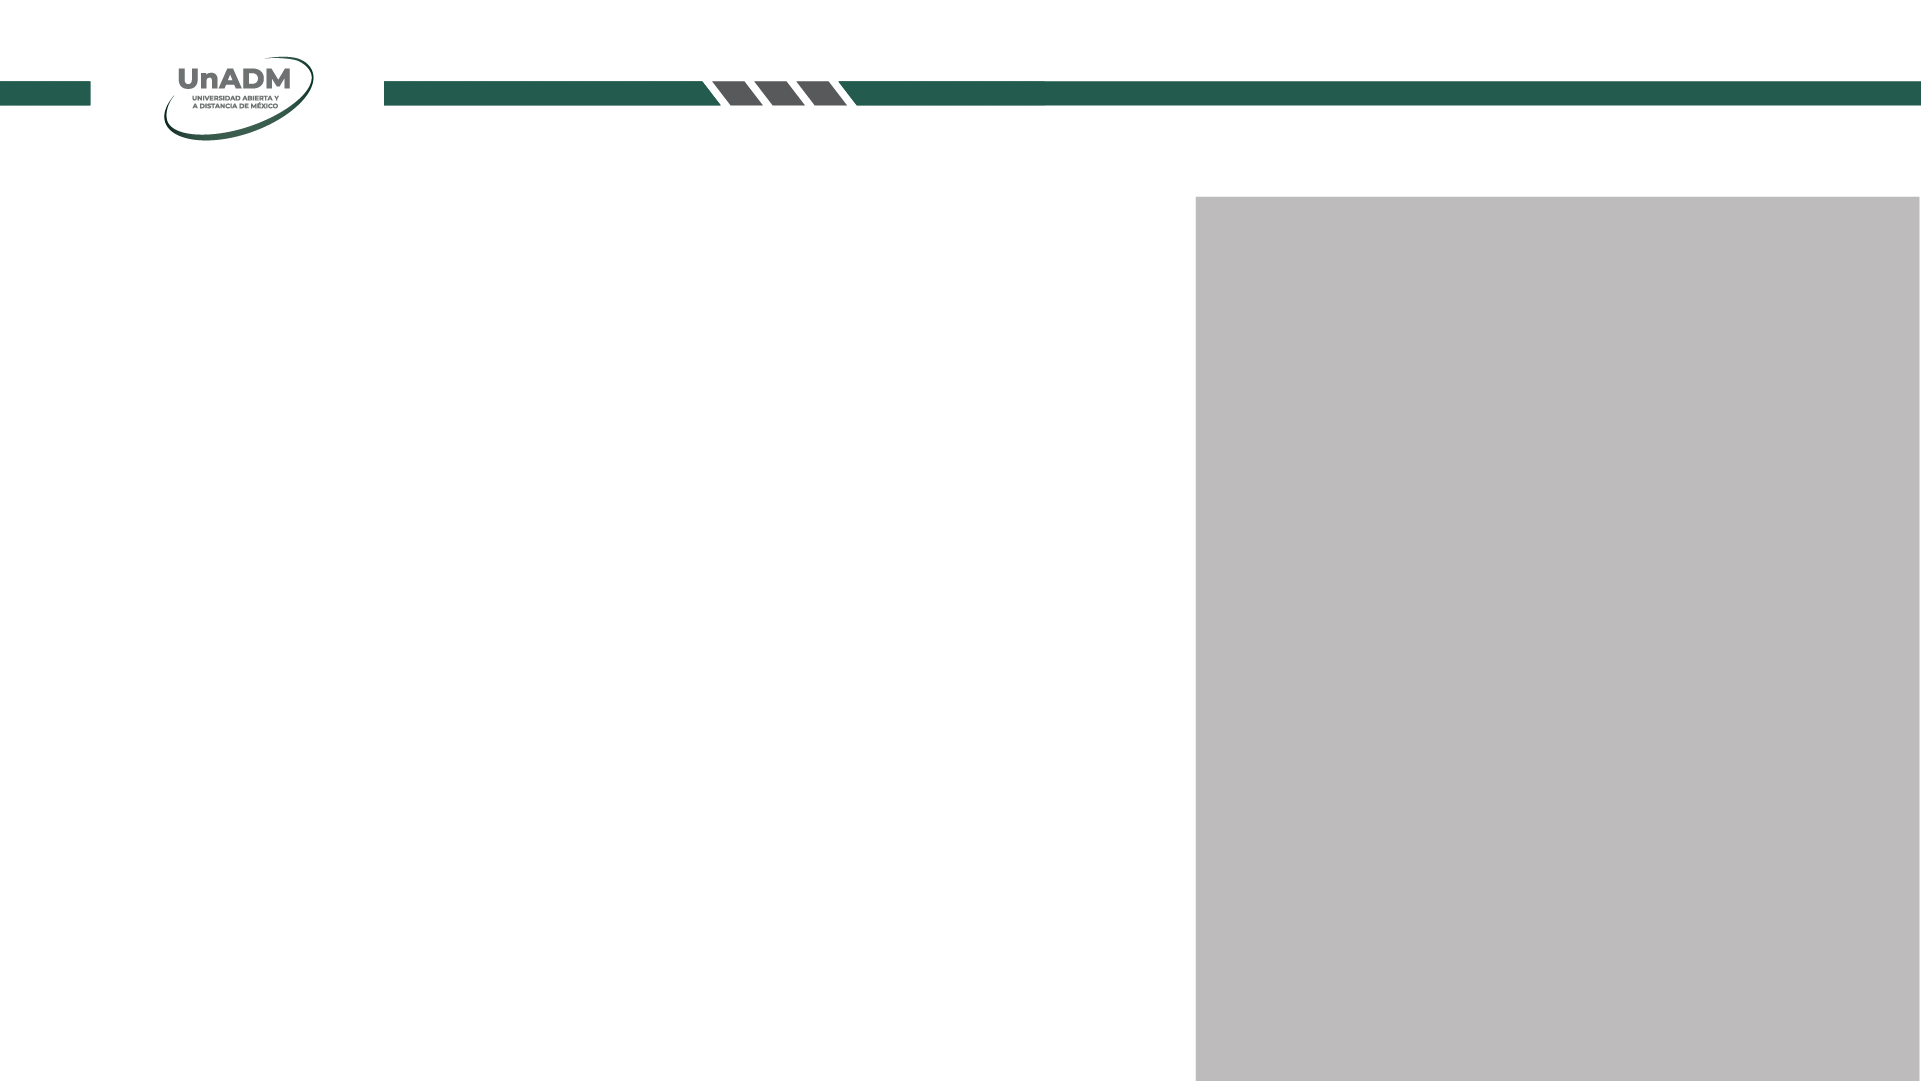 UnADM
UNIVERSIDAD ABIERTA Y
A DISTANCIA DE MÉXICO